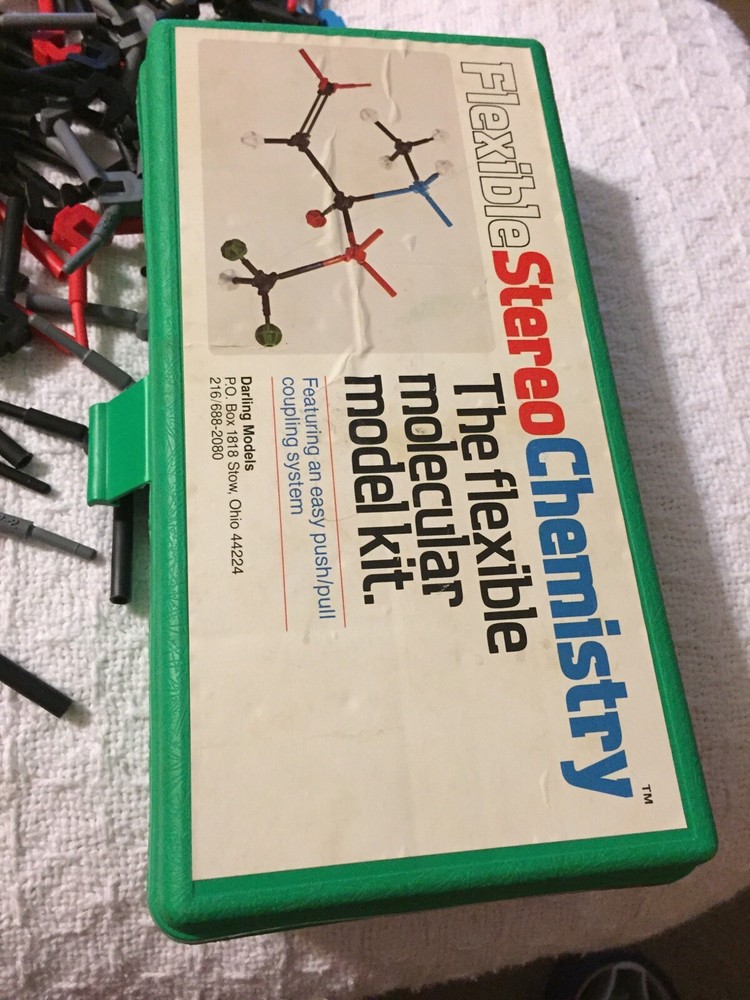 FlexibleStereoChemistry™
The flexible
molecular
model kit.
Featuring an easy push/pull
coupling system
Darling Models
P.O. Box 1818 Stow, Ohio 44224
216/688-2080